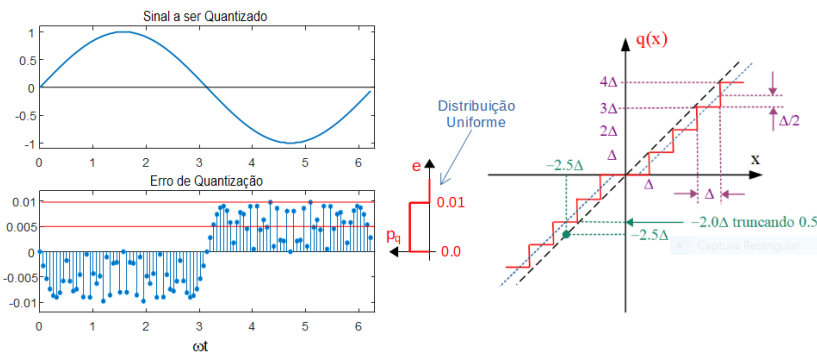 Sinal a ser Quantizado
1
0.5
0
-0.5
-1
0
1
2
3
4
5
6
Erro de Quantização
0.01
0.005
0
-0.005
-0.01
0
1
2
3
4
5
6
ωt
Distribuição
Uniforme
e
0.01
pq
0.0
q(x)
4Δ
3Δ
2Δ
Δ
Δ/2
−2.5Δ
x
Δ
Δ
−2.0Δ truncando 0.5
−2.5Δ
Captura Retangular